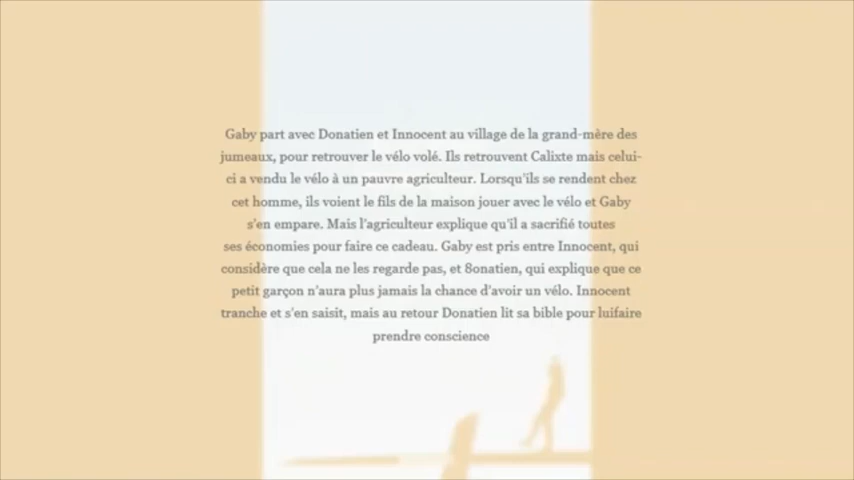 Gaby part avec Donatien et Innocent au village de la grand-mère des
jumeaux, pour retrouver le vélo volé. Ils retrouvent Calixte mais celui-
ci a vendu le vélo à un pauvre agriculteur. Lorsqu'ils se rendent chez
cet homme, ils voient le fils de la maison jouer avec le vélo et Gaby
s'en empare. Mais l'agriculteur explique qu'il a sacrifié toutes
ses économies pour faire ce cadeau. Gaby est pris entre Innocent, qui
considère que cela ne les regarde pas, et 8onatien, qui explique que ce
petit garçon n'aura plus jamais la chance d'avoir un vélo. Innocent
tranche et s'en saisit, mais au retour Donatien lit sa bible pour luifaire
prendre conscience